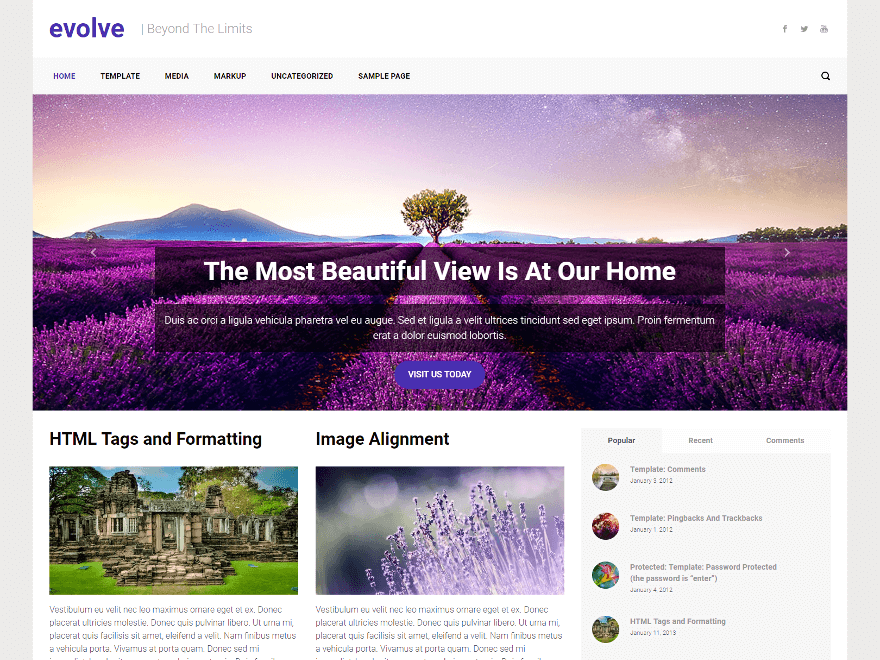 evolve | Beyond The Limits
HOME TEMPLATE MEDIA MARKUP UNCATEGORIZED SAMPLE PAGE
The Most Beautiful View Is At Our Home
Duis ac orci a ligula vehicula pharetra vel eu augue. Sed et ligula a velit ultrices tincidunt sed eget ipsum. Proin fermentum
erat a dolor euismod lobortis.
VISIT US TODAY
HTML Tags and Formatting
Vestibulum eu velit nec leo maximus ornare eget et ex. Donec
placerat ultricies molestie. Donec quis pulvinar libero. Ut urna mi,
placerat quis facilisis sit amet, eleifend a velit. Nam finibus metus
a vehicula porta. Vivamus at porta quam. Donec sed mi
Image Alignment
Vestibulum eu velit nec leo maximus ornare eget et ex. Donec
placerat ultricies molestie. Donec quis pulvinar libero. Ut urna mi,
placerat quis facilisis sit amet, eleifend a velit. Nam finibus metus
a vehicula porta. Vivamus at porta quam. Donec sed mi
Popular Recent Comments
Template: Comments
January 3, 2012
Template: Pingbacks And Trackbacks
January 1, 2012
Protected: Template: Password Protected
(the password is "enter")
January 4, 2012
HTML Tags and Formatting
January 11, 2013